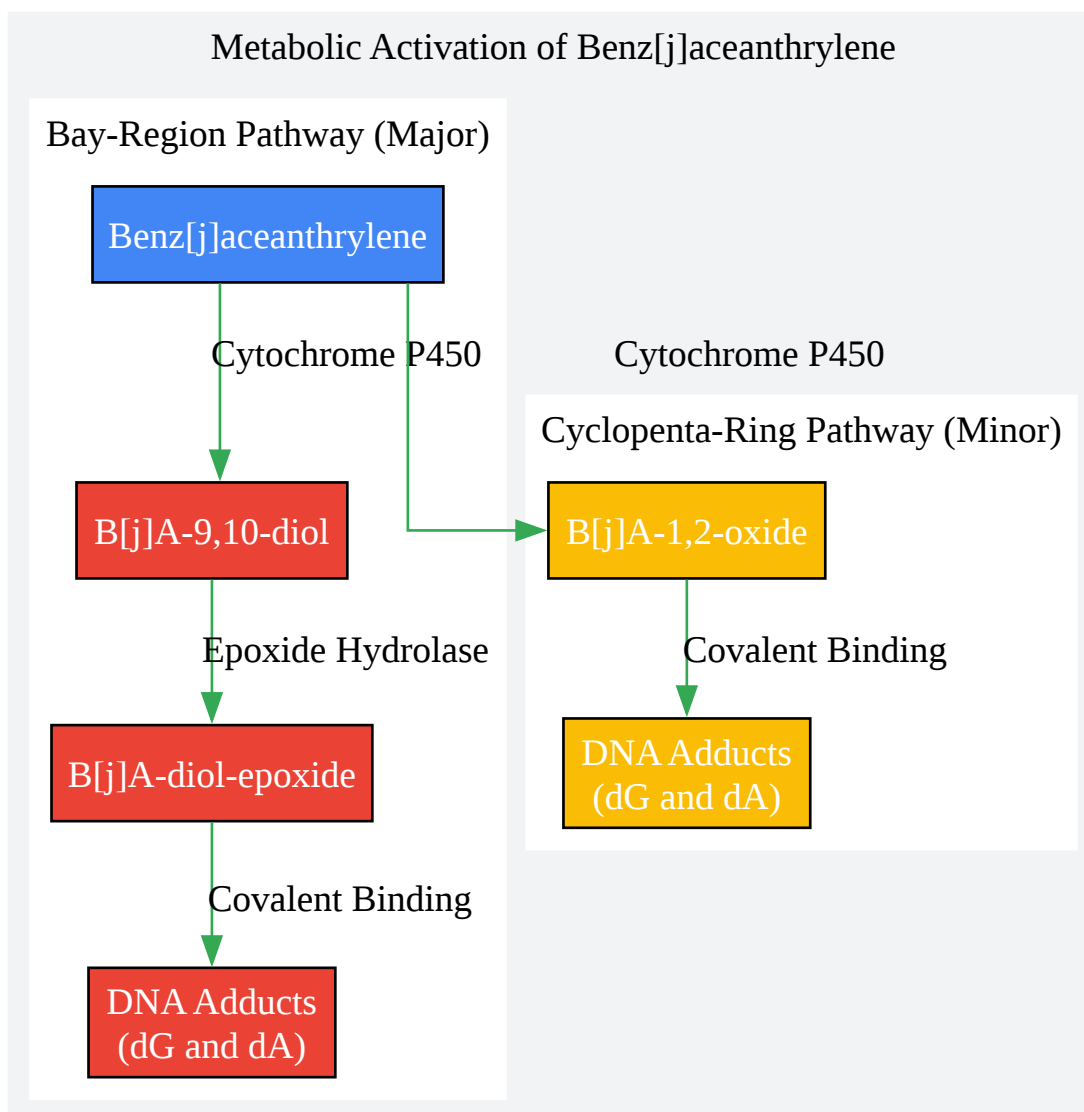 Metabolic Activation of Benz[j]aceanthrylene
Bay-Region Pathway (Major)
Benz[j]aceanthrylene
Cytochrome P450
B[j]A-9,10-diol
Epoxide Hydrolase
B[j]A-diol-epoxide
Covalent Binding
DNA Adducts
(dG and dA)
Cytochrome P450
Cyclopenta-Ring Pathway (Minor)
B[j]A-1,2-oxide
Covalent Binding
DNA Adducts
(dG and dA)